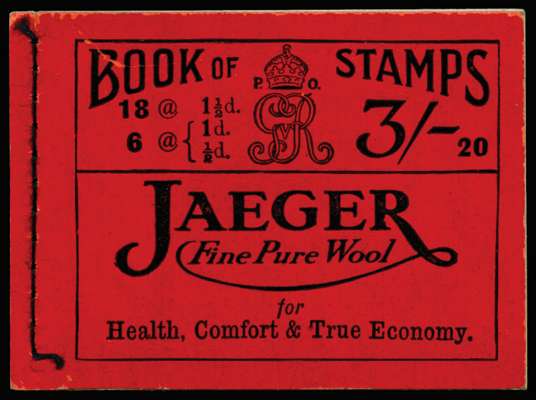 BOOK OF STAMPS
P. O.
18 @ 1½d.
6 @ { 1d.
½d.
GvR
3/-
20
JAEGER
Fine Pure Wool
for
Health, Comfort & True Economy.